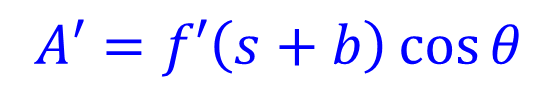 A′ = f′(s + b) cos θ